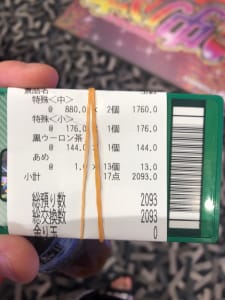 特殊<中>
@ 880.0× 2個 1760.0
特殊<小>
@ 176.0× 1個 176.0
黒ウーロン茶
@ 144.0× 1個 144.0
あめ
@ 1.0×13個 13.0
小計 17点 2093.0
総預り数 2093
総交換数 2093
余り玉 0